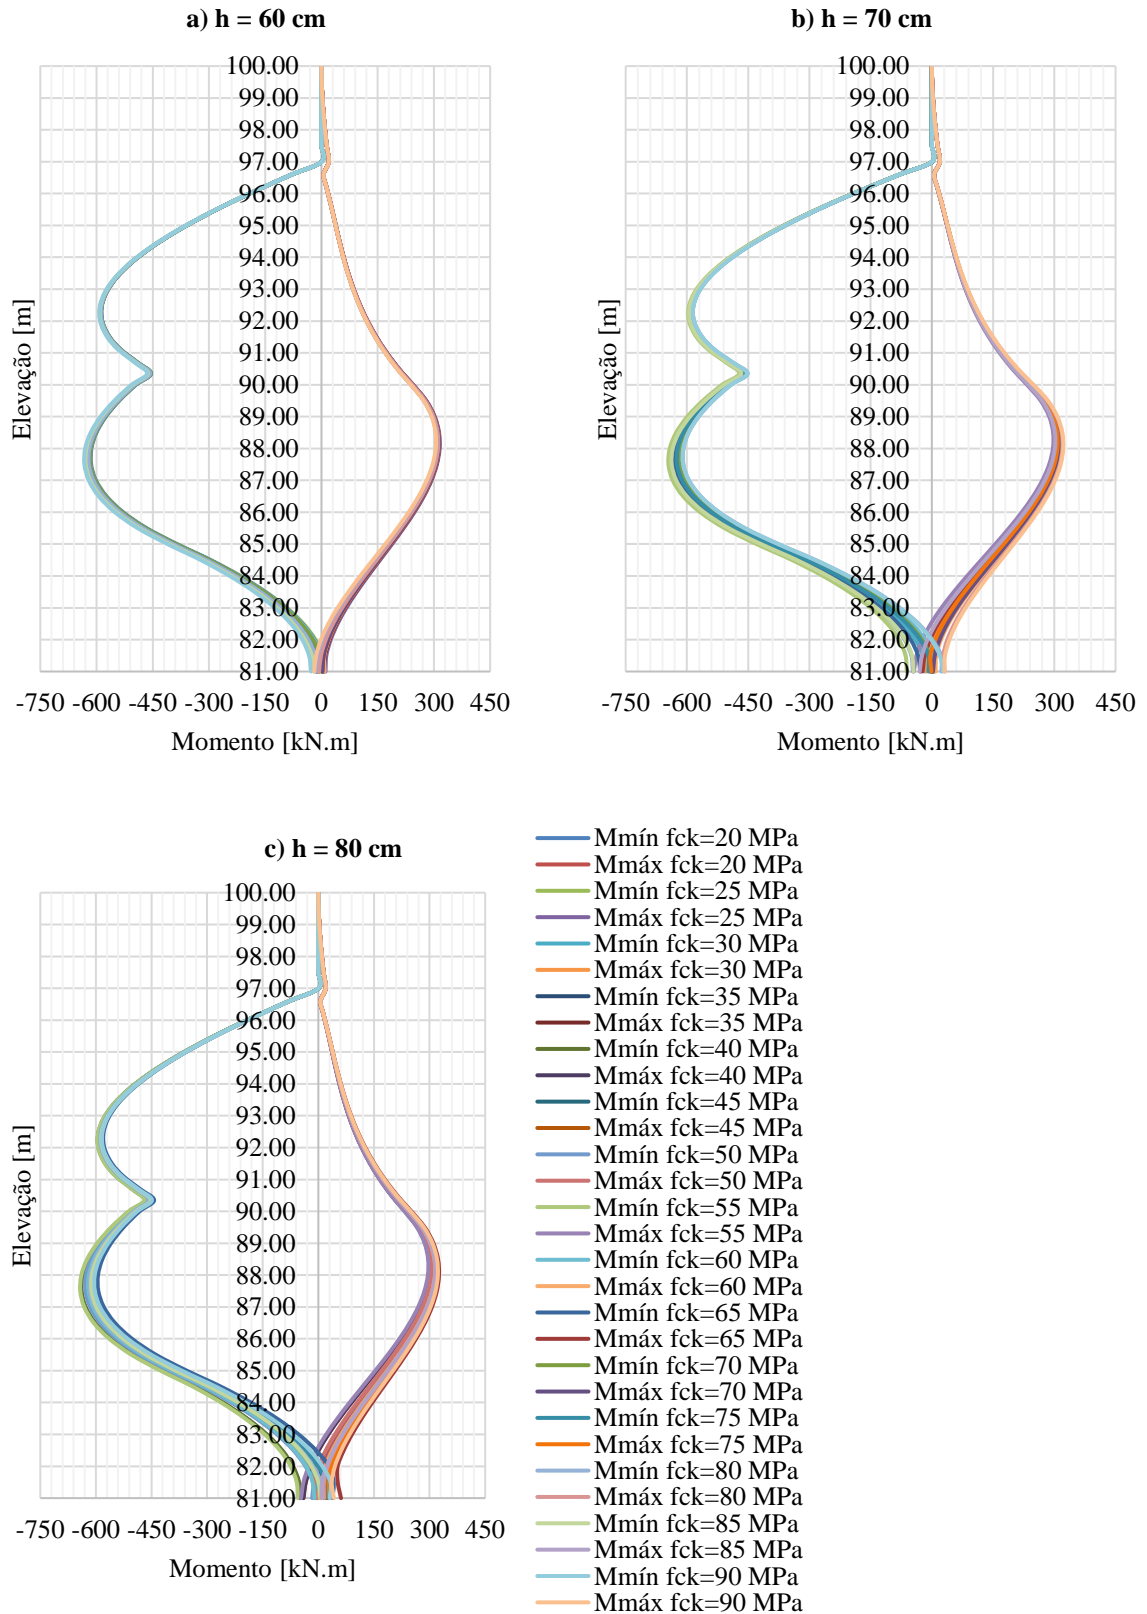 a) h = 60 cm
100.00
99.00
98.00
97.00
96.00
95.00
94.00
93.00
92.00
91.00
90.00
89.00
88.00
87.00
86.00
85.00
84.00
83.00
82.00
81.00
-750 -600 -450 -300 -150 0 150 300 450
Elevação [m]
Momento [kN.m]
b) h = 70 cm
100.00
99.00
98.00
97.00
96.00
95.00
94.00
93.00
92.00
91.00
90.00
89.00
88.00
87.00
86.00
85.00
84.00
83.00
82.00
81.00
-750 -600 -450 -300 -150 0 150 300 450
Elevação [m]
Momento [kN.m]
c) h = 80 cm
100.00
99.00
98.00
97.00
96.00
95.00
94.00
93.00
92.00
91.00
90.00
89.00
88.00
87.00
86.00
85.00
84.00
83.00
82.00
81.00
-750 -600 -450 -300 -150 0 150 300 450
Elevação [m]
Momento [kN.m]
Mmín fck=20 MPa
Mmáx fck=20 MPa
Mmín fck=25 MPa
Mmáx fck=25 MPa
Mmín fck=30 MPa
Mmáx fck=30 MPa
Mmín fck=35 MPa
Mmáx fck=35 MPa
Mmín fck=40 MPa
Mmáx fck=40 MPa
Mmín fck=45 MPa
Mmáx fck=45 MPa
Mmín fck=50 MPa
Mmáx fck=50 MPa
Mmín fck=55 MPa
Mmáx fck=55 MPa
Mmín fck=60 MPa
Mmáx fck=60 MPa
Mmín fck=65 MPa
Mmáx fck=65 MPa
Mmín fck=70 MPa
Mmáx fck=70 MPa
Mmín fck=75 MPa
Mmáx fck=75 MPa
Mmín fck=80 MPa
Mmáx fck=80 MPa
Mmín fck=85 MPa
Mmáx fck=85 MPa
Mmín fck=90 MPa
Mmáx fck=90 MPa